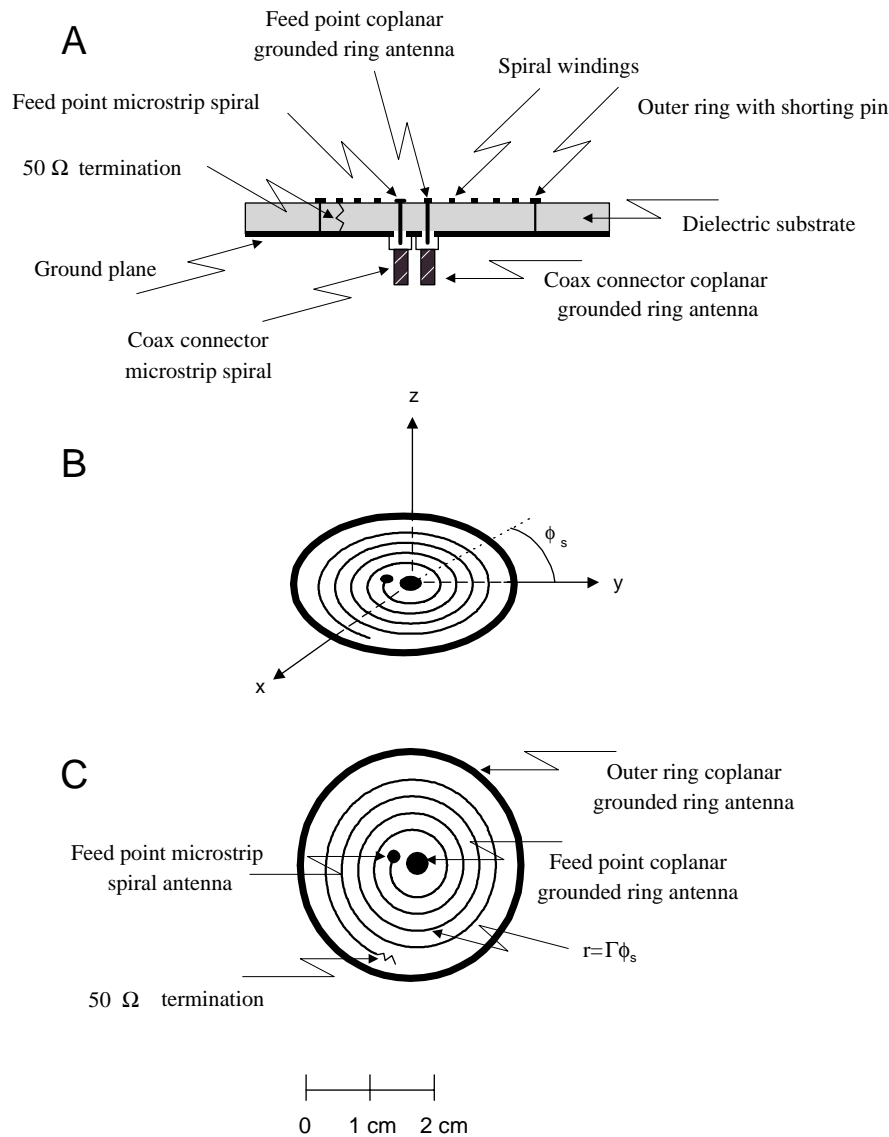 A
Feed point coplanar
grounded ring antenna
Spiral windings
Feed point microstrip spiral
Outer ring with shorting pin
50 Ω termination
Dielectric substrate
Ground plane
Coax connector coplanar
grounded ring antenna
Coax connector
microstrip spiral
B
z
ϕs
y
x
C
Outer ring coplanar
grounded ring antenna
Feed point microstrip
spiral antenna
Feed point coplanar
grounded ring antenna
r=Γϕs
50 Ω termination
0 1 cm 2 cm